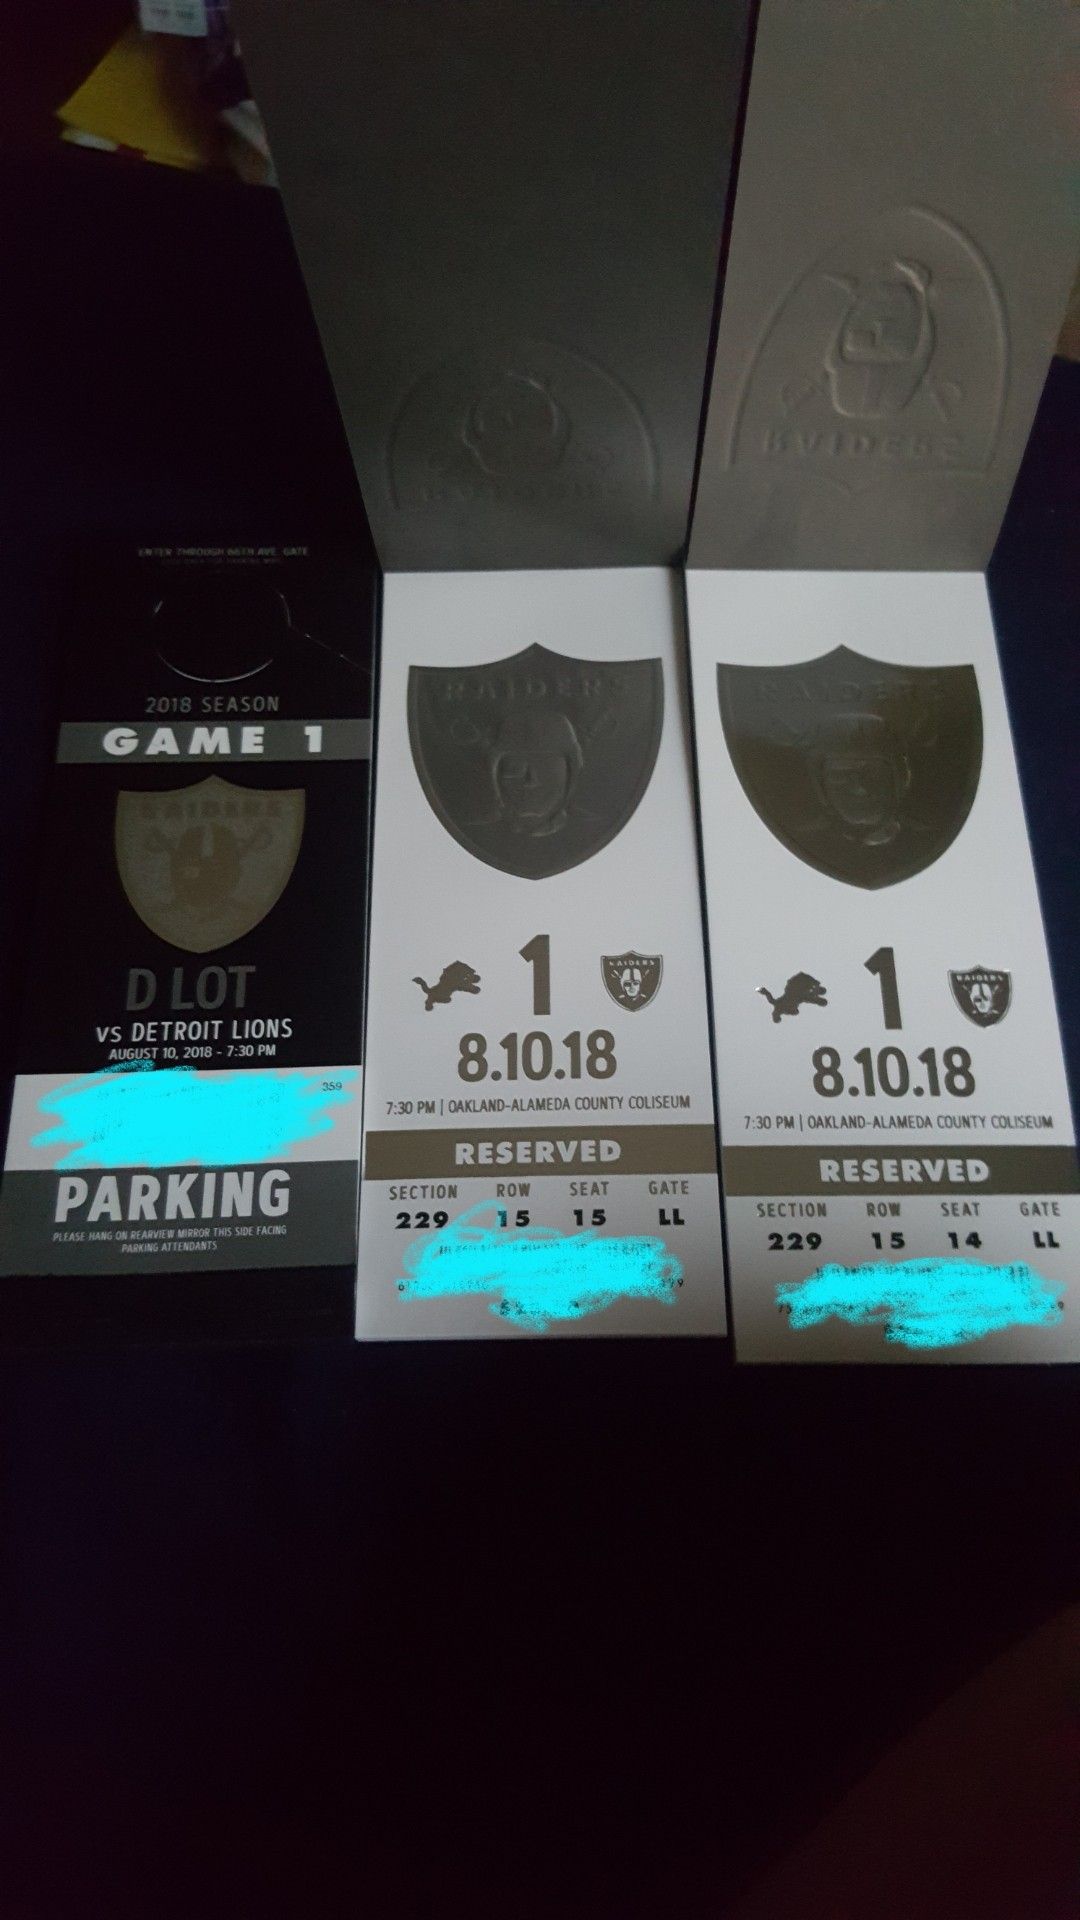 ENTER THROUGH 66TH AVE. GATE
2018 SEASON
GAME 1
RAIDERS
D LOT
VS DETROIT LIONS
AUGUST 10, 2018 - 7:30 PM
359
PARKING
PLEASE HANG ON REARVIEW MIRROR THIS SIDE FACING
PARKING ATTENDANTS
RAIDERS
1
RAIDERS
8.10.18
7:30 PM | OAKLAND-ALAMEDA COUNTY COLISEUM
RESERVED
SECTION ROW SEAT GATE
229 15 15 LL
RAIDERS
RAIDERS
1
RAIDERS
8.10.18
7:30 PM | OAKLAND-ALAMEDA COUNTY COLISEUM
RESERVED
SECTION ROW SEAT GATE
229 15 14 LL